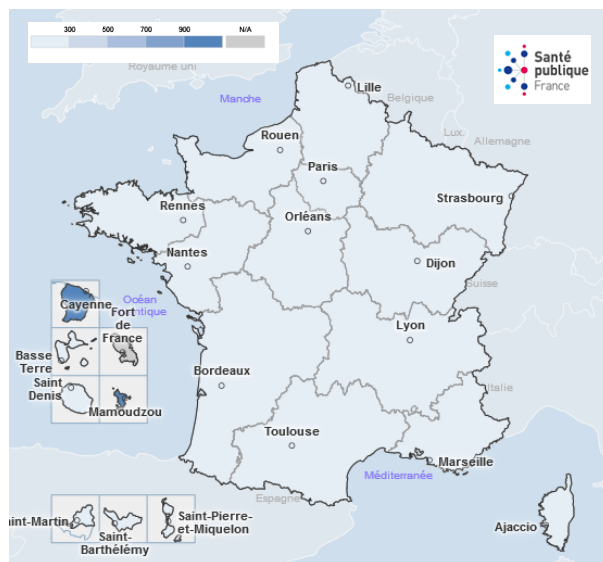 300 500 700 900 N/A
Royaume uni
Santé
publique
France
Manche
Lille
Belgique
Rouen
Lux.
Allemagne
Paris
Strasbourg
Rennes
Orléans
Nantes
Dijon
Suisse
Cayenne
Océan
Fort
de
France
Lyon
Basse
Terre
Bordeaux
Saint
Denis
Italie
Mamoudzou
Toulouse
Marseille
Méditerranée
Espagne
Saint-Pierre-
et-Miquelon
int-Martin
Saint-
Barthélémy
Ajaccio